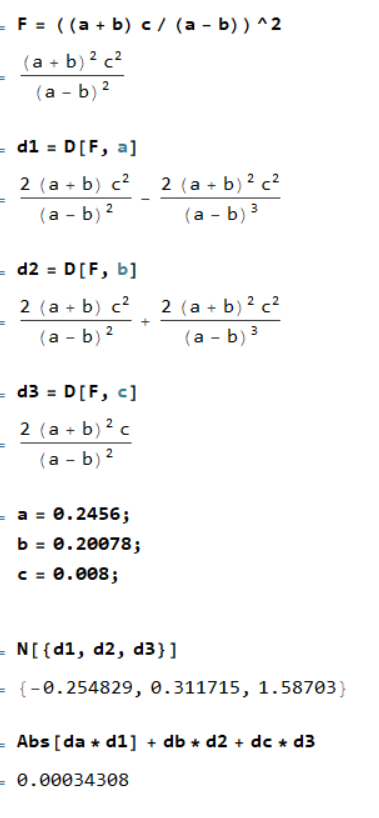 = F = ((a + b) c / (a - b))^2
= (a + b)² c² / (a - b)²
= d1 = D[F, a]
= 2 (a + b) c² / (a - b)² - 2 (a + b)² c² / (a - b)³
= d2 = D[F, b]
= 2 (a + b) c² / (a - b)² + 2 (a + b)² c² / (a - b)³
= d3 = D[F, c]
= 2 (a + b)² c / (a - b)²
= a = 0.2456;
b = 0.20078;
c = 0.008;
= N[{d1, d2, d3}]
= {-0.254829, 0.311715, 1.58703}
= Abs[da * d1] + db * d2 + dc * d3
= 0.00034308